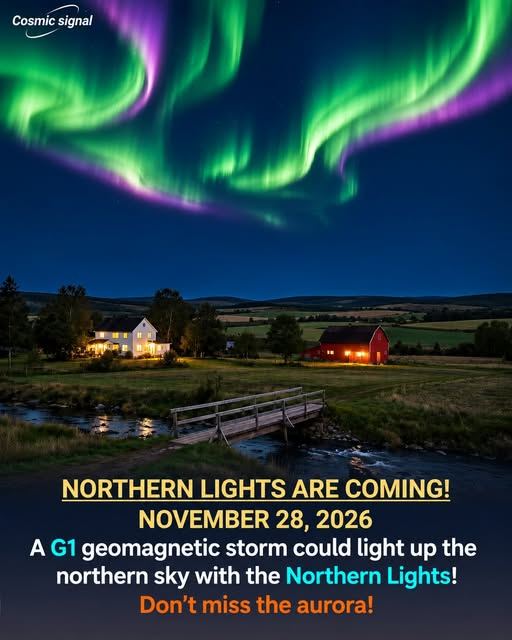 Cosmic signal
NORTHERN LIGHTS ARE COMING!
NOVEMBER 28, 2026
A G1 geomagnetic storm could light up the
northern sky with the Northern Lights!
Don't miss the aurora!